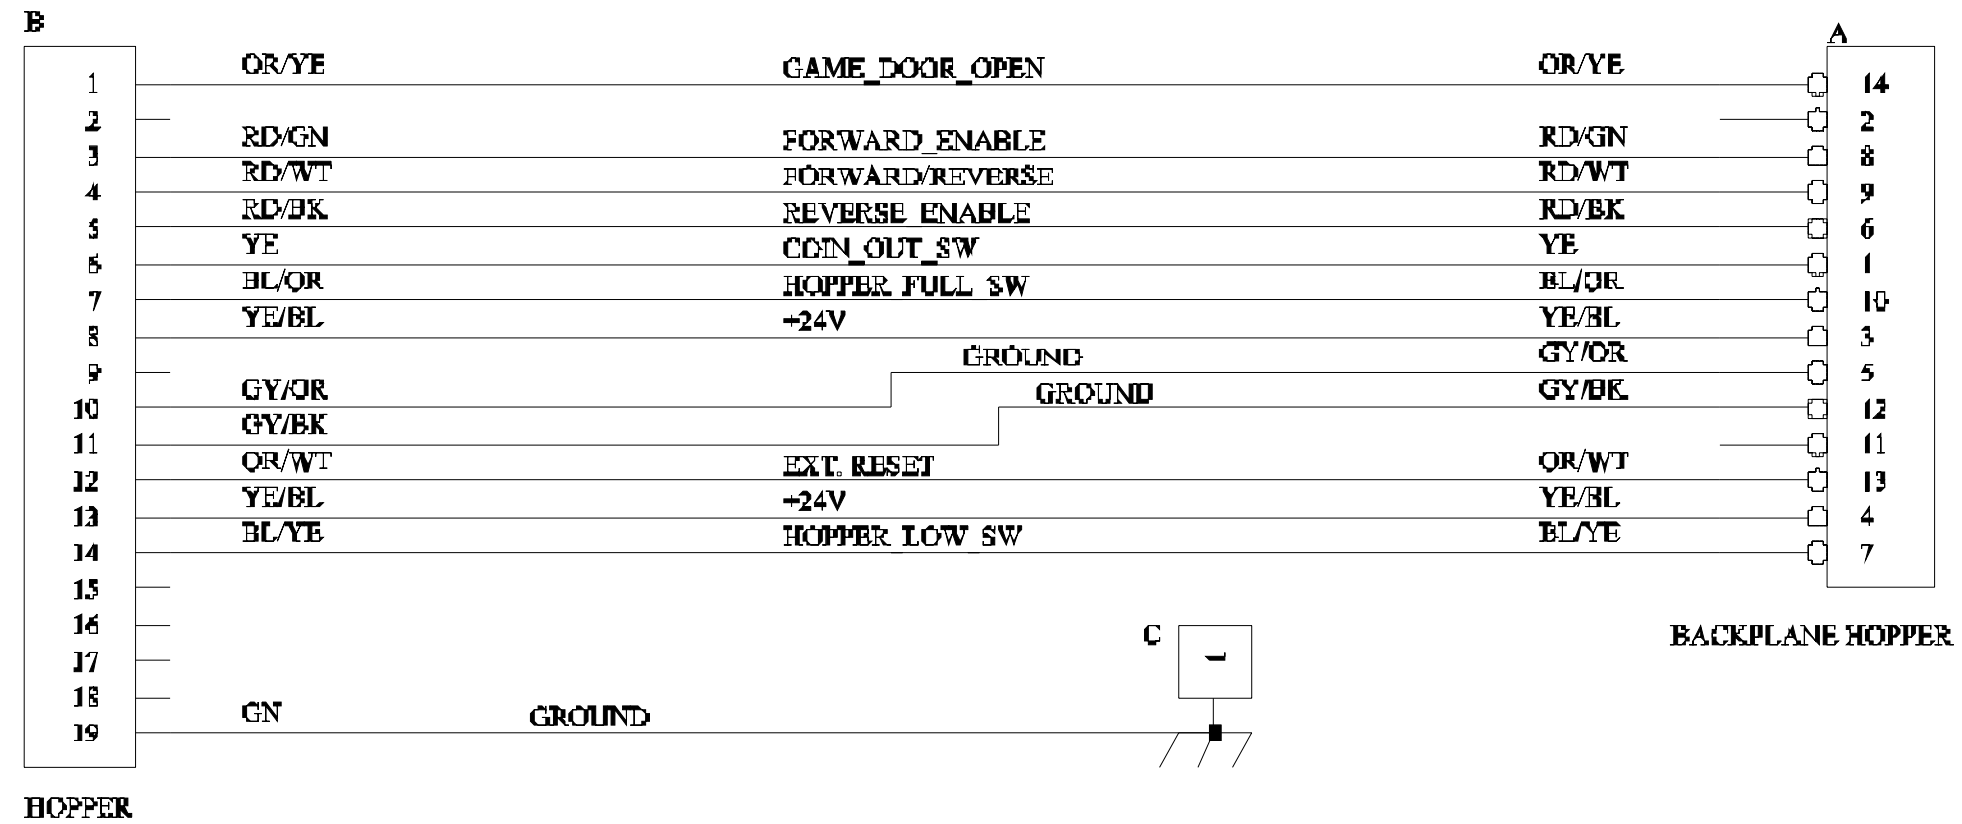 B
A
1 OR/YE GAME_DOOR_OPEN OR/YE 14
2 2
3 RD/GN FORWARD_ENABLE RD/GN 8
4 RD/WT FORWARD/REVERSE RD/WT 9
5 RD/BK REVERSE_ENABLE RD/BK 6
6 YE COIN_OUT_SW YE 1
7 BL/OR HOPPER_FULL_SW BL/OR 10
8 YE/BL +24V YE/BL 3
9 GROUND GY/OR 5
10 GY/OR GROUND GY/BK 12
11 GY/BK 11
12 OR/WT EXT. RESET OR/WT 13
13 YE/BL +24V YE/BL 4
14 BL/YE HOPPER_LOW_SW BL/YE 7
15
16
17
18
19 GN GROUND
C 1
BACKPLANE HOPPER
HOPPER